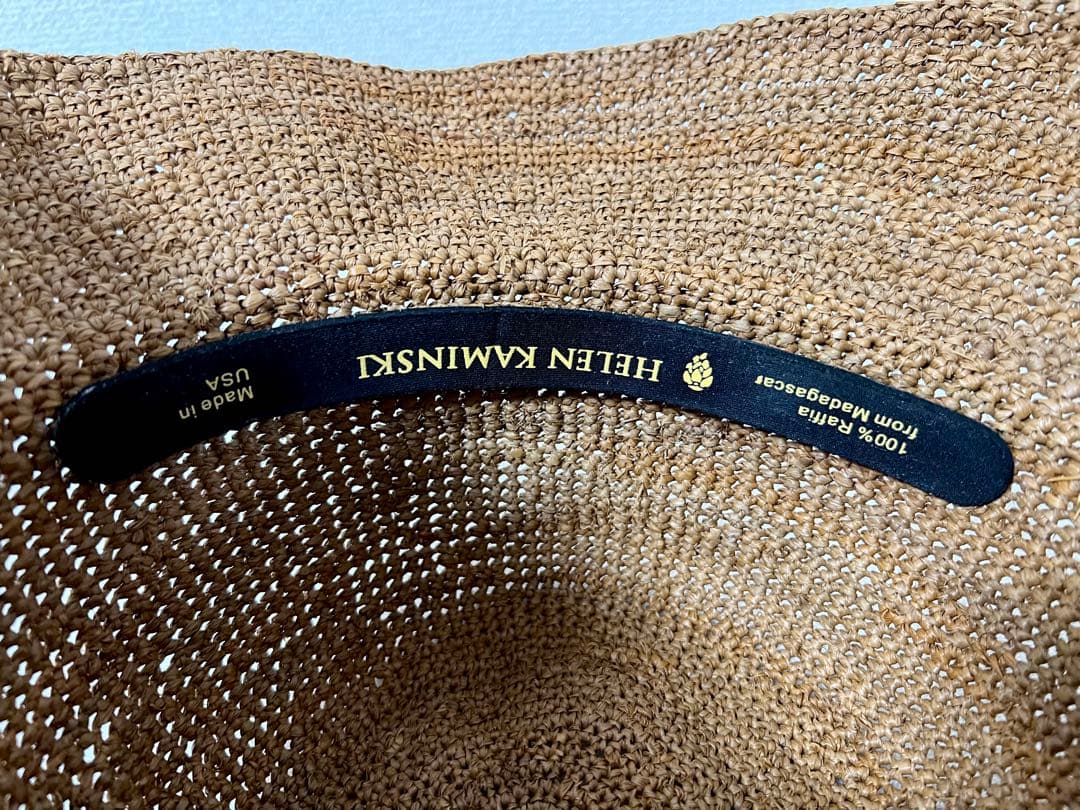 100% Raffia
from Madagascar
HELEN KAMINSKI
Made in
USA